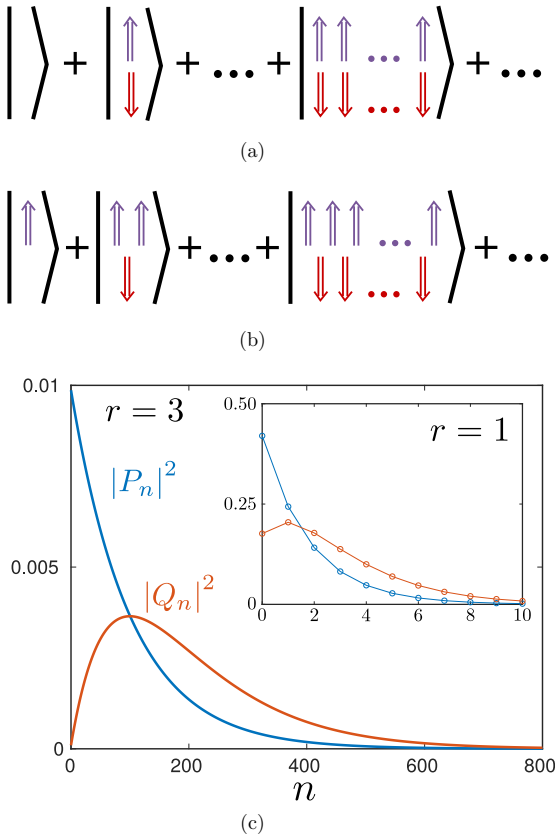 | ⟩ + | ⇑ ⇓ ⟩ + ... + | ⇑ ⇑ ... ⇑ ⇓ ⇓ ... ⇓ ⟩ + ...
(a)
| ⇑ ⟩ + | ⇑ ⇑ ⇓ ⟩ + ... + | ⇑ ⇑ ⇑ ... ⇑ ⇓ ⇓ ... ⇓ ⟩ + ...
(b)
0.01
r = 3
0.50
r = 1
|P_n|^2
0.25
0
0 2 4 6 8 10
0.005
|Q_n|^2
0
0 200 400 600 800
n
(c)